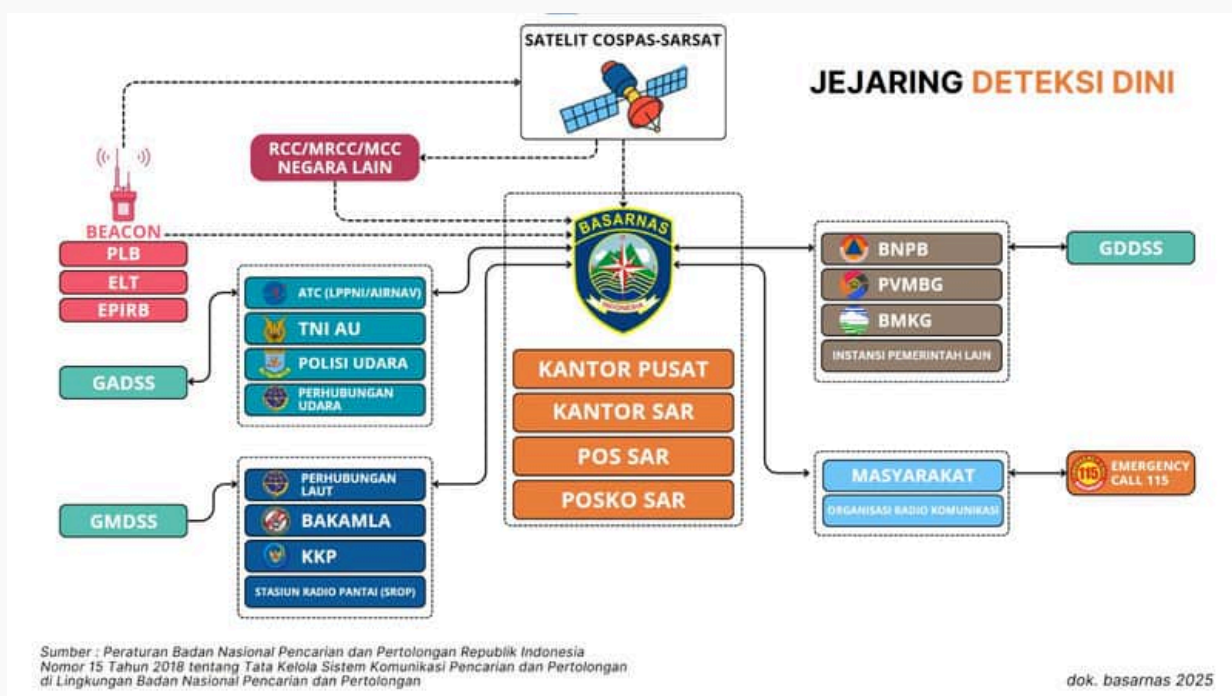 SATELIT COSPAS-SARSAT
JEJARING DETEKSI DINI
RCC/MRCC/MCC
NEGARA LAIN
BEACON
PLB
ELT
EPIRB
GADSS
GMDSS
ATC (LPPNI/AIRNAV)
TNI AU
POLISI UDARA
PERHUBUNGAN
UDARA
PERHUBUNGAN
LAUT
BAKAMLA
KKP
STASIUN RADIO PANTAI (SROP)
BASARNAS
INDONESIA
KANTOR PUSAT
KANTOR SAR
POS SAR
POSKO SAR
BNPB
PVMBG
BMKG
INSTANSI PEMERINTAH LAIN
GDDSS
MASYARAKAT
ORGANISASI RADIO KOMUNIKASI
115
EMERGENCY
CALL 115
Sumber : Peraturan Badan Nasional Pencarian dan Pertolongan Republik Indonesia
Nomor 15 Tahun 2018 tentang Tata Kelola Sistem Komunikasi Pencarian dan Pertolongan
di Lingkungan Badan Nasional Pencarian dan Pertolongan
dok. basarnas 2025